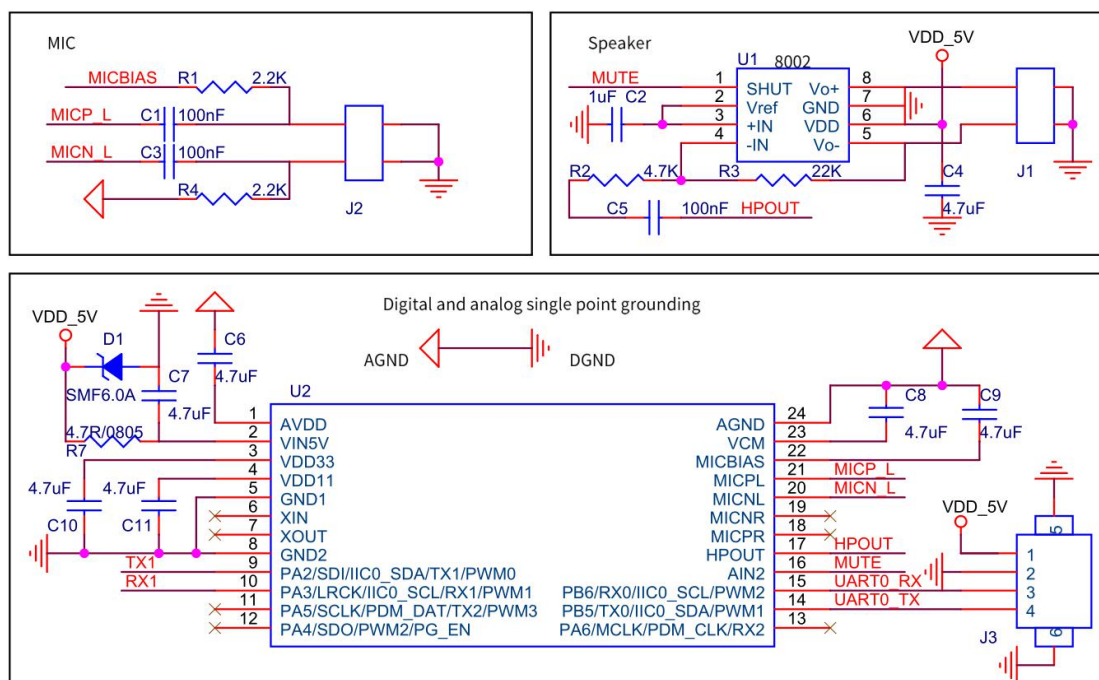 MIC
MICBIAS R1 2.2K
MICP_L C1 100nF
MICN_L C3 100nF
R4 2.2K
J2
Speaker
VDD_5V
U1 8002
MUTE 1 SHUT Vo+ 8
1uF C2 2 Vref GND 7
3 +IN VDD 6
4 -IN Vo- 5
R2 4.7K R3 22K C4 J1
C5 100nF HPOUT 4.7uF
Digital and analog single point grounding
AGND DGND
VDD_5V
D1
SMF6.0A
C7
4.7uF
C6
4.7uF
4.7R/0805
R7
4.7uF 4.7uF
C10 C11
TX1
RX1
U2
1 AVDD
2 VIN5V
3 VDD33
4 VDD11
5 GND1
6 XIN
7 XOUT
8 GND2
9 PA2/SDI/IIC0_SDA/TX1/PWM0
10 PA3/LRCK/IIC0_SCL/RX1/PWM1
11 PA5/SCLK/PDM_DAT/TX2/PWM3
12 PA4/SDO/PWM2/PG_EN
AGND 24
VCM 23
MICBIAS 22
MICPL 21 MICP_L
MICNL 20 MICN_L
MICNR 19
MICPR 18
HPOUT 17 HPOUT
AIN2 16 MUTE
PB6/RX0/IIC0_SCL/PWM2 15 UART0_RX
PB5/TX0/IIC0_SDA/PWM1 14 UART0_TX
PA6/MCLK/PDM_CLK/RX2 13
C8 C9
4.7uF 4.7uF
VDD_5V
5
1
2
3
4
6
J3